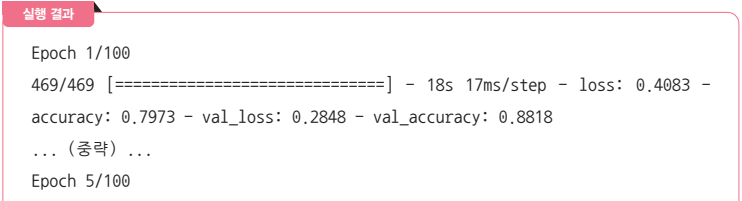 실행 결과
Epoch 1/100
469/469 [==============================] - 18s 17ms/step - loss: 0.4083 -
accuracy: 0.7973 - val_loss: 0.2848 - val_accuracy: 0.8818
... (중략) ...
Epoch 5/100